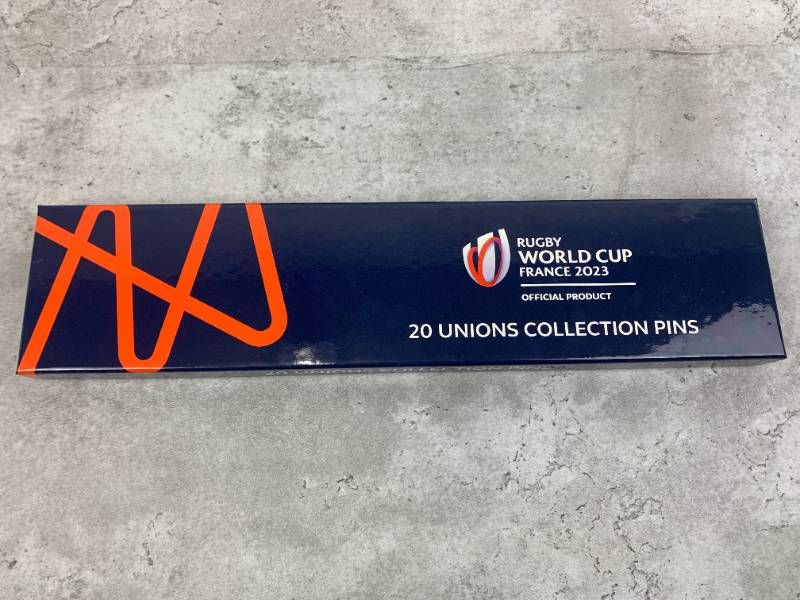 RUGBY
WORLD CUP
FRANCE 2023
OFFICIAL PRODUCT
20 UNIONS COLLECTION PINS